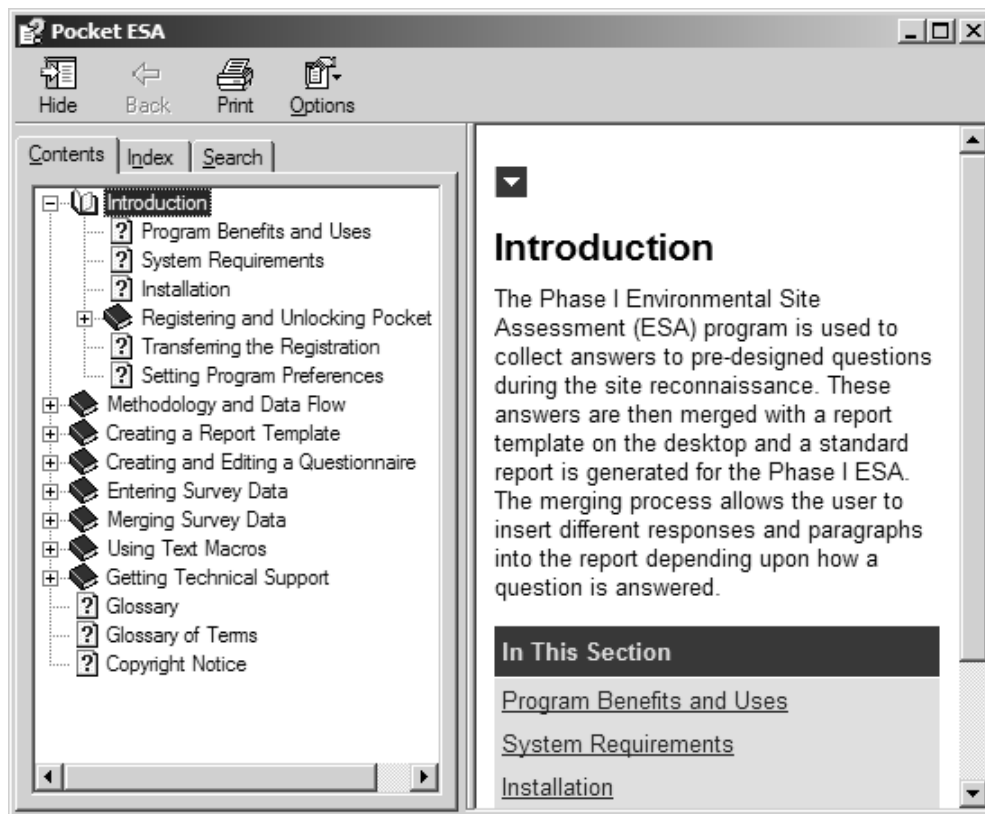 Pocket ESA
Hide Back Print Options
Contents Index Search
Introduction
Program Benefits and Uses
System Requirements
Installation
Registering and Unlocking Pocket
Transferring the Registration
Setting Program Preferences
Methodology and Data Flow
Creating a Report Template
Creating and Editing a Questionnaire
Entering Survey Data
Merging Survey Data
Using Text Macros
Getting Technical Support
Glossary
Glossary of Terms
Copyright Notice
Introduction
The Phase I Environmental Site
Assessment (ESA) program is used to
collect answers to pre-designed questions
during the site reconnaissance. These
answers are then merged with a report
template on the desktop and a standard
report is generated for the Phase I ESA.
The merging process allows the user to
insert different responses and paragraphs
into the report depending upon how a
question is answered.
In This Section
Program Benefits and Uses
System Requirements
Installation